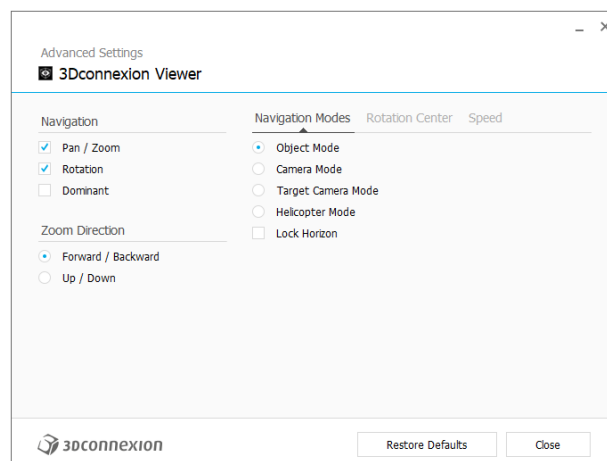 Advanced Settings
3Dconnexion Viewer
Navigation
Pan / Zoom
Rotation
Dominant
Zoom Direction
Forward / Backward
Up / Down
Navigation Modes Rotation Center Speed
Object Mode
Camera Mode
Target Camera Mode
Helicopter Mode
Lock Horizon
3Dconnexion
Restore Defaults Close